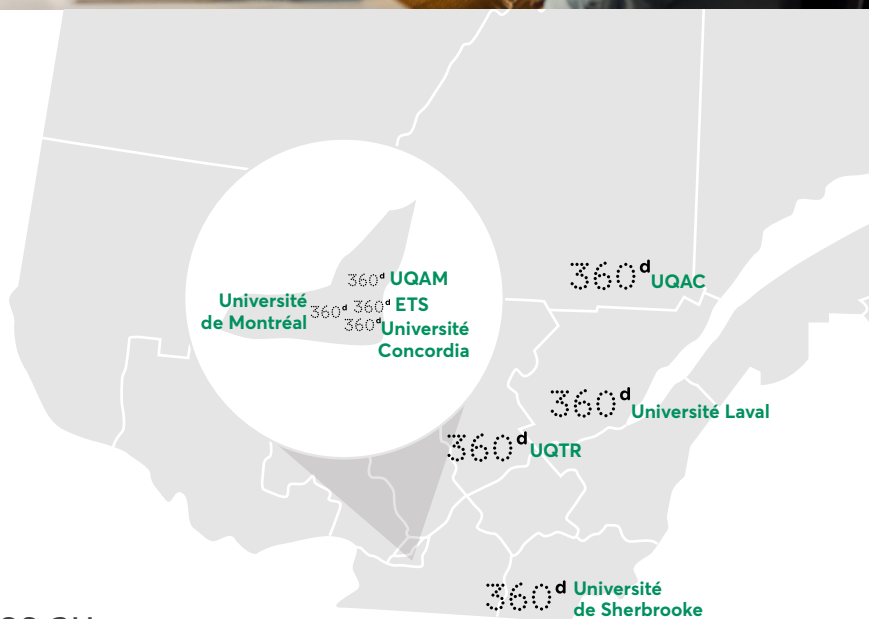 360ᵈ UQAM
Université
de Montréal
360ᵈ 360ᵈ ETS
360ᵈ Université
Concordia
360ᵈ UQAC
360ᵈ Université Laval
360ᵈ UQTR
360ᵈ Université
de Sherbrooke